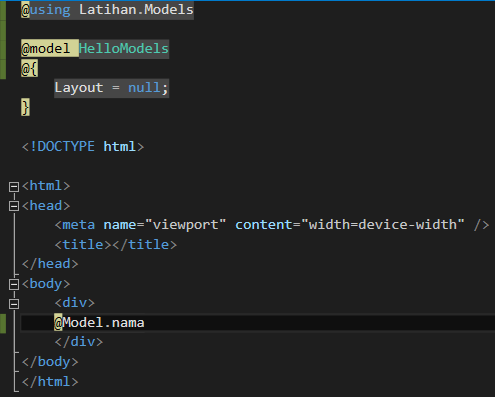 @using Latihan.Models
@model HelloModels
@{
Layout = null;
}
<!DOCTYPE html>
<html>
<head>
<meta name="viewport" content="width=device-width" />
<title></title>
</head>
<body>
<div>
@Model.nama
</div>
</body>
</html>